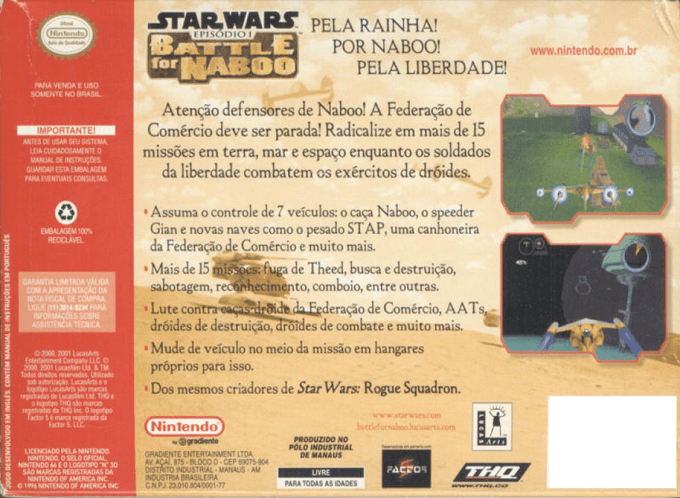 Nintendo
Selo de Qualidade
PARA VENDA E USO
SOMENTE NO BRASIL.
IMPORTANTE!
ANTES DE USAR SEU SISTEMA,
LEIA CUIDADOSAMENTE O
MANUAL DE INSTRUÇÕES.
GUARDAR ESTA EMBALAGEM
PARA EVENTUAIS CONSULTAS.
EMBALAGEM 100%
RECICLÁVEL
GARANTIA LIMITADA VÁLIDA
COM A APRESENTAÇÃO DA
NOTA FISCAL DE COMPRA.
LIGUE (11) 3814-8234 PARA
INFORMAÇÕES SOBRE
ASSISTÊNCIA TÉCNICA.
© 2000, 2001 LucasArts
Entertainment Company LLC. ©
2000, 2001 Lucasfilm Ltd. & TM.
Todos direitos reservados. Utilizado
sob autorização. LucasArts e o
logotipo LucasArts são marcas
registradas de Lucasfilm Ltd. THQ e
o logotipo THQ são marcas
registradas da THQ Inc. O logotipo
Factor 5 é marca registrada da
Factor 5, LLC.
LICENCIADO PELA NINTENDO.
NINTENDO, O SELO OFICIAL,
NINTENDO 64 E O LOGOTIPO "N" 3D
SÃO MARCAS REGISTRADAS DA
NINTENDO OF AMERICA INC.
© 1996 NINTENDO OF AMERICA INC.
JOGO DESENVOLVIDO EM INGLÊS. CONTÉM MANUAL DE INSTRUÇÕES EM PORTUGUÊS.
STAR WARS
EPISÓDIO I
BATTLE
for NABOO
PELA RAINHA!
POR NABOO!
PELA LIBERDADE!
www.nintendo.com.br
Atenção defensores de Naboo! A Federação de
Comércio deve ser parada! Radicalize em mais de 15
missões em terra, mar e espaço enquanto os soldados
da liberdade combatem os exércitos de dróides.
• Assuma o controle de 7 veículos: o caça Naboo, o speeder
Gian e novas naves como o pesado STAP, uma canhoneira
da Federação de Comércio e muito mais.
• Mais de 15 missões: fuga de Theed, busca e destruição,
sabotagem, reconhecimento, comboio, entre outras.
• Lute contra caças-dróide da Federação de Comércio, AATs,
dróides de destruição, dróides de combate e muito mais.
• Mude de veículo no meio da missão em hangares
próprios para isso.
• Dos mesmos criadores de Star Wars: Rogue Squadron.
www.starwars.com
battlefornaboo.lucasarts.com
Nintendo
by gradiente
GRADIENTE ENTERTAINMENT LTDA.
AV. AÇAÍ, 875 - BLOCO D - CEP 69075-904
DISTRITO INDUSTRIAL - MANAUS - AM
INDÚSTRIA BRASILEIRA
C.N.P.J. 23.010.804/0001-77
PRODUZIDO NO
PÓLO INDUSTRIAL
DE MANAUS
LIVRE
PARA TODAS AS IDADES
FACTOR 5
LUCAS
Arts
THQ
WWW.THQ.CO